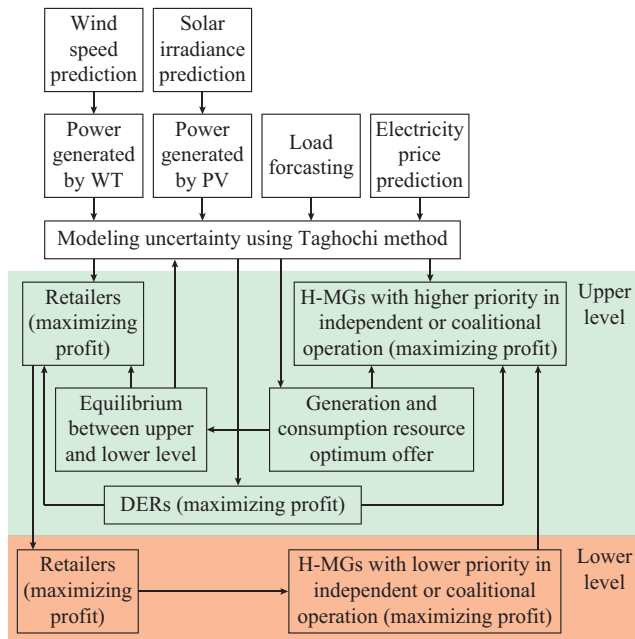 Wind
speed
prediction
Solar
irradiance
prediction
Power
generated
by WT
Power
generated
by PV
Load
forcasting
Electricity
price
prediction
Modeling uncertainty using Taghochi method
Retailers
(maximizing
profit)
H-MGs with higher priority in
independent or coalitional
operation (maximizing profit)
Upper
level
Equilibrium
between upper
and lower level
Generation and
consumption resource
optimum offer
DERs (maximizing profit)
Retailers
(maximizing
profit)
H-MGs with lower priority in
independent or coalitional
operation (maximizing profit)
Lower
level